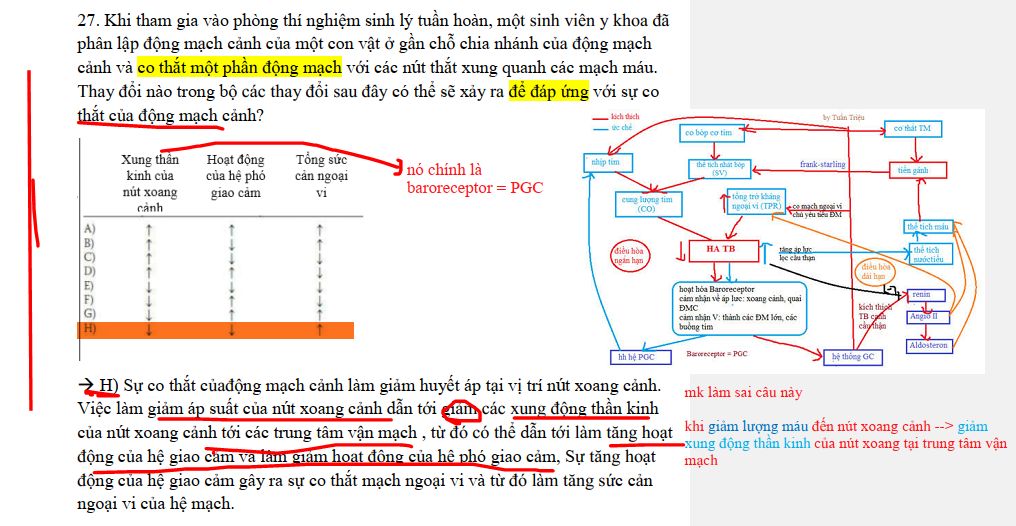 27. Khi tham gia vào phòng thí nghiệm sinh lý tuần hoàn, một sinh viên y khoa đã
phân lập động mạch cảnh của một con vật ở gần chỗ chia nhánh của động mạch
cảnh và co thắt một phần động mạch với các nút thắt xung quanh các mạch máu.
Thay đổi nào trong bộ các thay đổi sau đây có thể sẽ xảy ra để đáp ứng với sự co
thắt của động mạch cảnh?
Xung thần kinh của nút xoang cảnh
Hoạt động của hệ phó giao cảm
Tổng sức cản ngoại vi
A) ↑ ↑ ↑
B) ↑ ↓ ↑
C) ↑ ↑ ↓
D) ↑ ↓ ↓
E) ↓ ↓ ↓
F) ↓ ↑ ↓
G) ↓ ↑ ↑
H) ↓ ↓ ↑
nó chính là
baroreceptor = PGC
kích thích
ức chế
by Tuấn Triệu
co bóp cơ tim
co thắt TM
nhịp tim
thể tích nhát bóp
(SV)
frank-starling
tiền gánh
cung lượng tim
(CO)
tổng trở kháng
ngoại vi (TPR)
co mạch ngoại vi
chủ yếu tiểu ĐM
thể tích máu
điều hòa
ngắn hạn
HA TB
tăng áp lực
lọc cầu thận
thể tích
nước tiểu
điều hòa
dài hạn
hoạt hóa Baroreceptor
cảm nhận về áp lực: xoang cảnh, quai
ĐMC
cảm nhận V: thành các ĐM lớn, các
buồng tim
kích thích
TB cạnh
cầu thận
renin
Angio II
Aldosteron
hh hệ PGC
Baroreceptor = PGC
hệ thống GC
→ H) Sự co thắt củađộng mạch cảnh làm giảm huyết áp tại vị trí nút xoang cảnh.
Việc làm giảm áp suất của nút xoang cảnh dẫn tới giảm các xung động thần kinh
của nút xoang cảnh tới các trung tâm vận mạch , từ đó có thể dẫn tới làm tăng hoạt
động của hệ giao cảm và làm giảm hoạt động của hệ phó giao cảm, Sự tăng hoạt
động của hệ giao cảm gây ra sự co thắt mạch ngoại vi và từ đó làm tăng sức cản
ngoại vi của hệ mạch.
mk làm sai câu này
khi giảm lượng máu đến nút xoang cảnh --> giảm
xung động thần kinh của nút xoang tại trung tâm vận
mạch